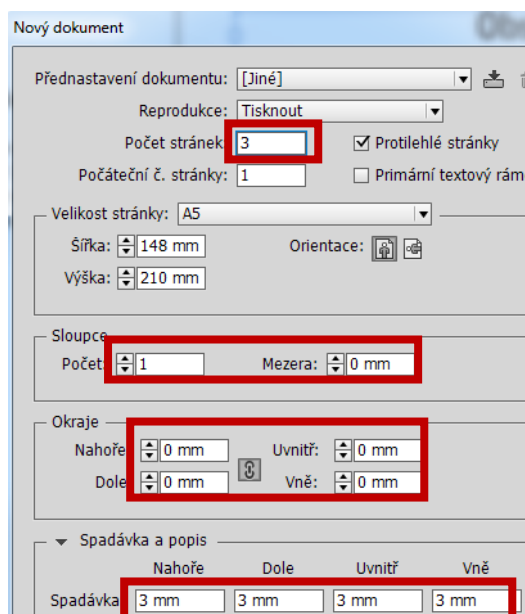 Nový dokument
Přednastavení dokumentu: [Jiné]
Reprodukce: Tisknout
Počet stránek 3 Protilehlé stránky
Počáteční č. stránky: 1 Primární textový rám
Velikost stránky: A5
Šířka: 148 mm Orientace:
Výška: 210 mm
Sloupce
Počet: 1 Mezera: 0 mm
Okraje
Nahoře 0 mm Uvnitř: 0 mm
Dole 0 mm Vně: 0 mm
Spadávka a popis
Nahoře Dole Uvnitř Vně
Spadávka 3 mm 3 mm 3 mm 3 mm